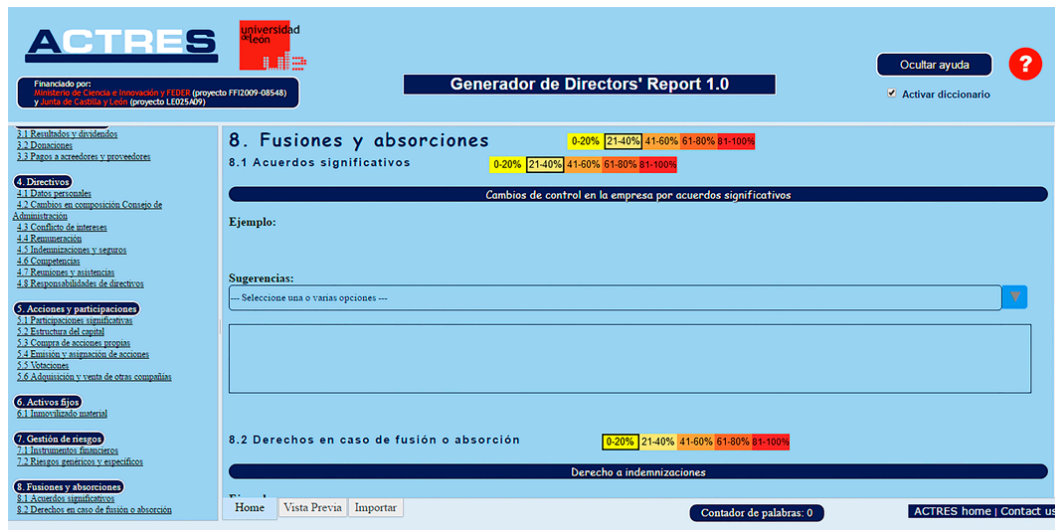 ACTRES
universidad
de león
Financiado por:
Ministerio de Ciencia e Innovación y FEDER (proyecto FFI2009-08548)
y Junta de Castilla y León (proyecto LE025A09)
Generador de Directors' Report 1.0
Ocultar ayuda
?
Activar diccionario
3.1 Resultados y dividendos
3.2 Donaciones
3.3 Pagos a acreedores y proveedores
4. Directivos
4.1 Datos personales
4.2 Cambios en composición Consejo de
Administración
4.3 Conflicto de intereses
4.4 Remuneración
4.5 Indemnizaciones y seguros
4.6 Competencias
4.7 Reuniones y asistencias
4.8 Responsabilidades de directivos
5. Acciones y participaciones
5.1 Participaciones significativas
5.2 Estructura del capital
5.3 Compra de acciones propias
5.4 Emisión y asignación de acciones
5.5 Votaciones
5.6 Adquisición y venta de otras compañías
6. Activos fijos
6.1 Inmovilizado material
7. Gestión de riesgos
7.1 Instrumentos financieros
7.2 Riesgos genéricos y específicos
8. Fusiones y absorciones
8.1 Acuerdos significativos
8.2 Derechos en caso de fusión o absorción
8. Fusiones y absorciones 0-20% 21-40% 41-60% 61-80% 81-100%
8.1 Acuerdos significativos 0-20% 21-40% 41-60% 61-80% 81-100%
Cambios de control en la empresa por acuerdos significativos
Ejemplo:
Sugerencias:
--- Seleccione una o varias opciones ---
8.2 Derechos en caso de fusión o absorción 0-20% 21-40% 41-60% 61-80% 81-100%
Derecho a indemnizaciones
Home Vista Previa Importar
Contador de palabras: 0
ACTRES home | Contact us